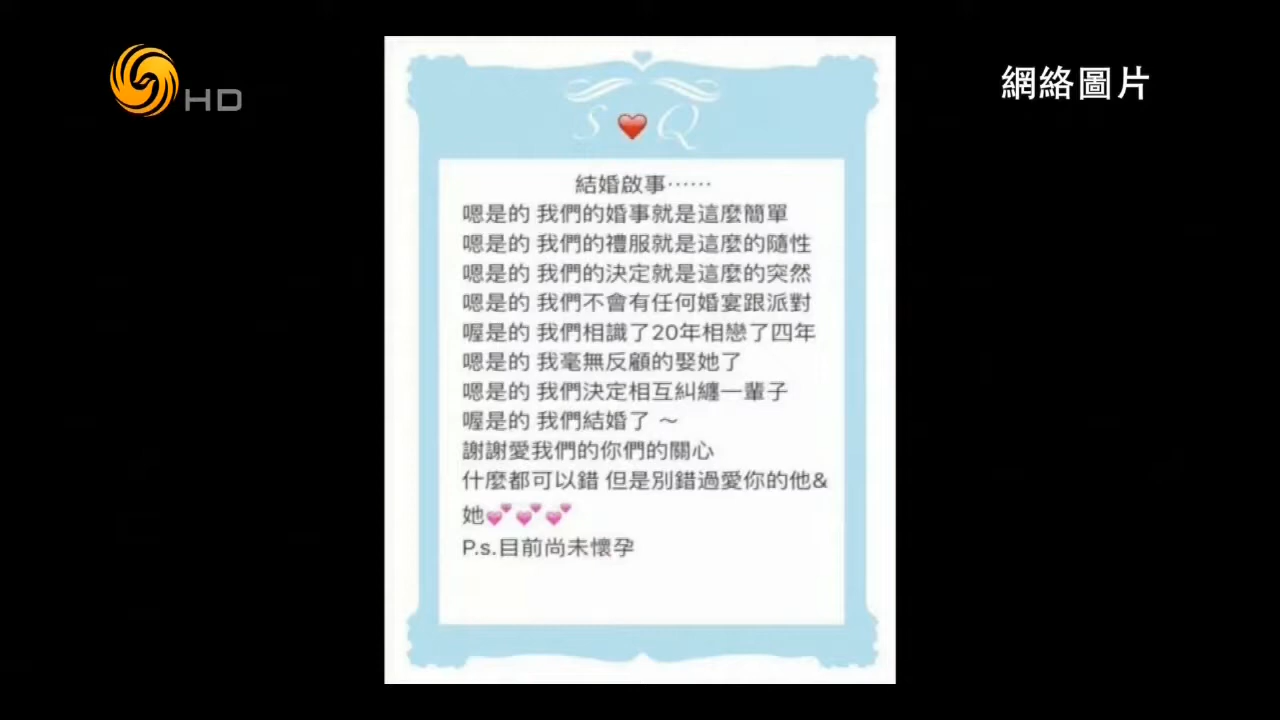 HD
網絡圖片
S ❤️ Q
結婚啟事……
嗯是的 我們的婚事就是這麼簡單
嗯是的 我們的禮服就是這麼的隨性
嗯是的 我們的決定就是這麼的突然
嗯是的 我們不會有任何婚宴跟派對
喔是的 我們相識了20年相戀了四年
嗯是的 我毫無反顧的娶她了
嗯是的 我們決定相互糾纏一輩子
喔是的 我們結婚了 ～
謝謝愛我們的你們的關心
什麼都可以錯 但是別錯過愛你的他&
她💕💕💕
P.s.目前尚未懷孕